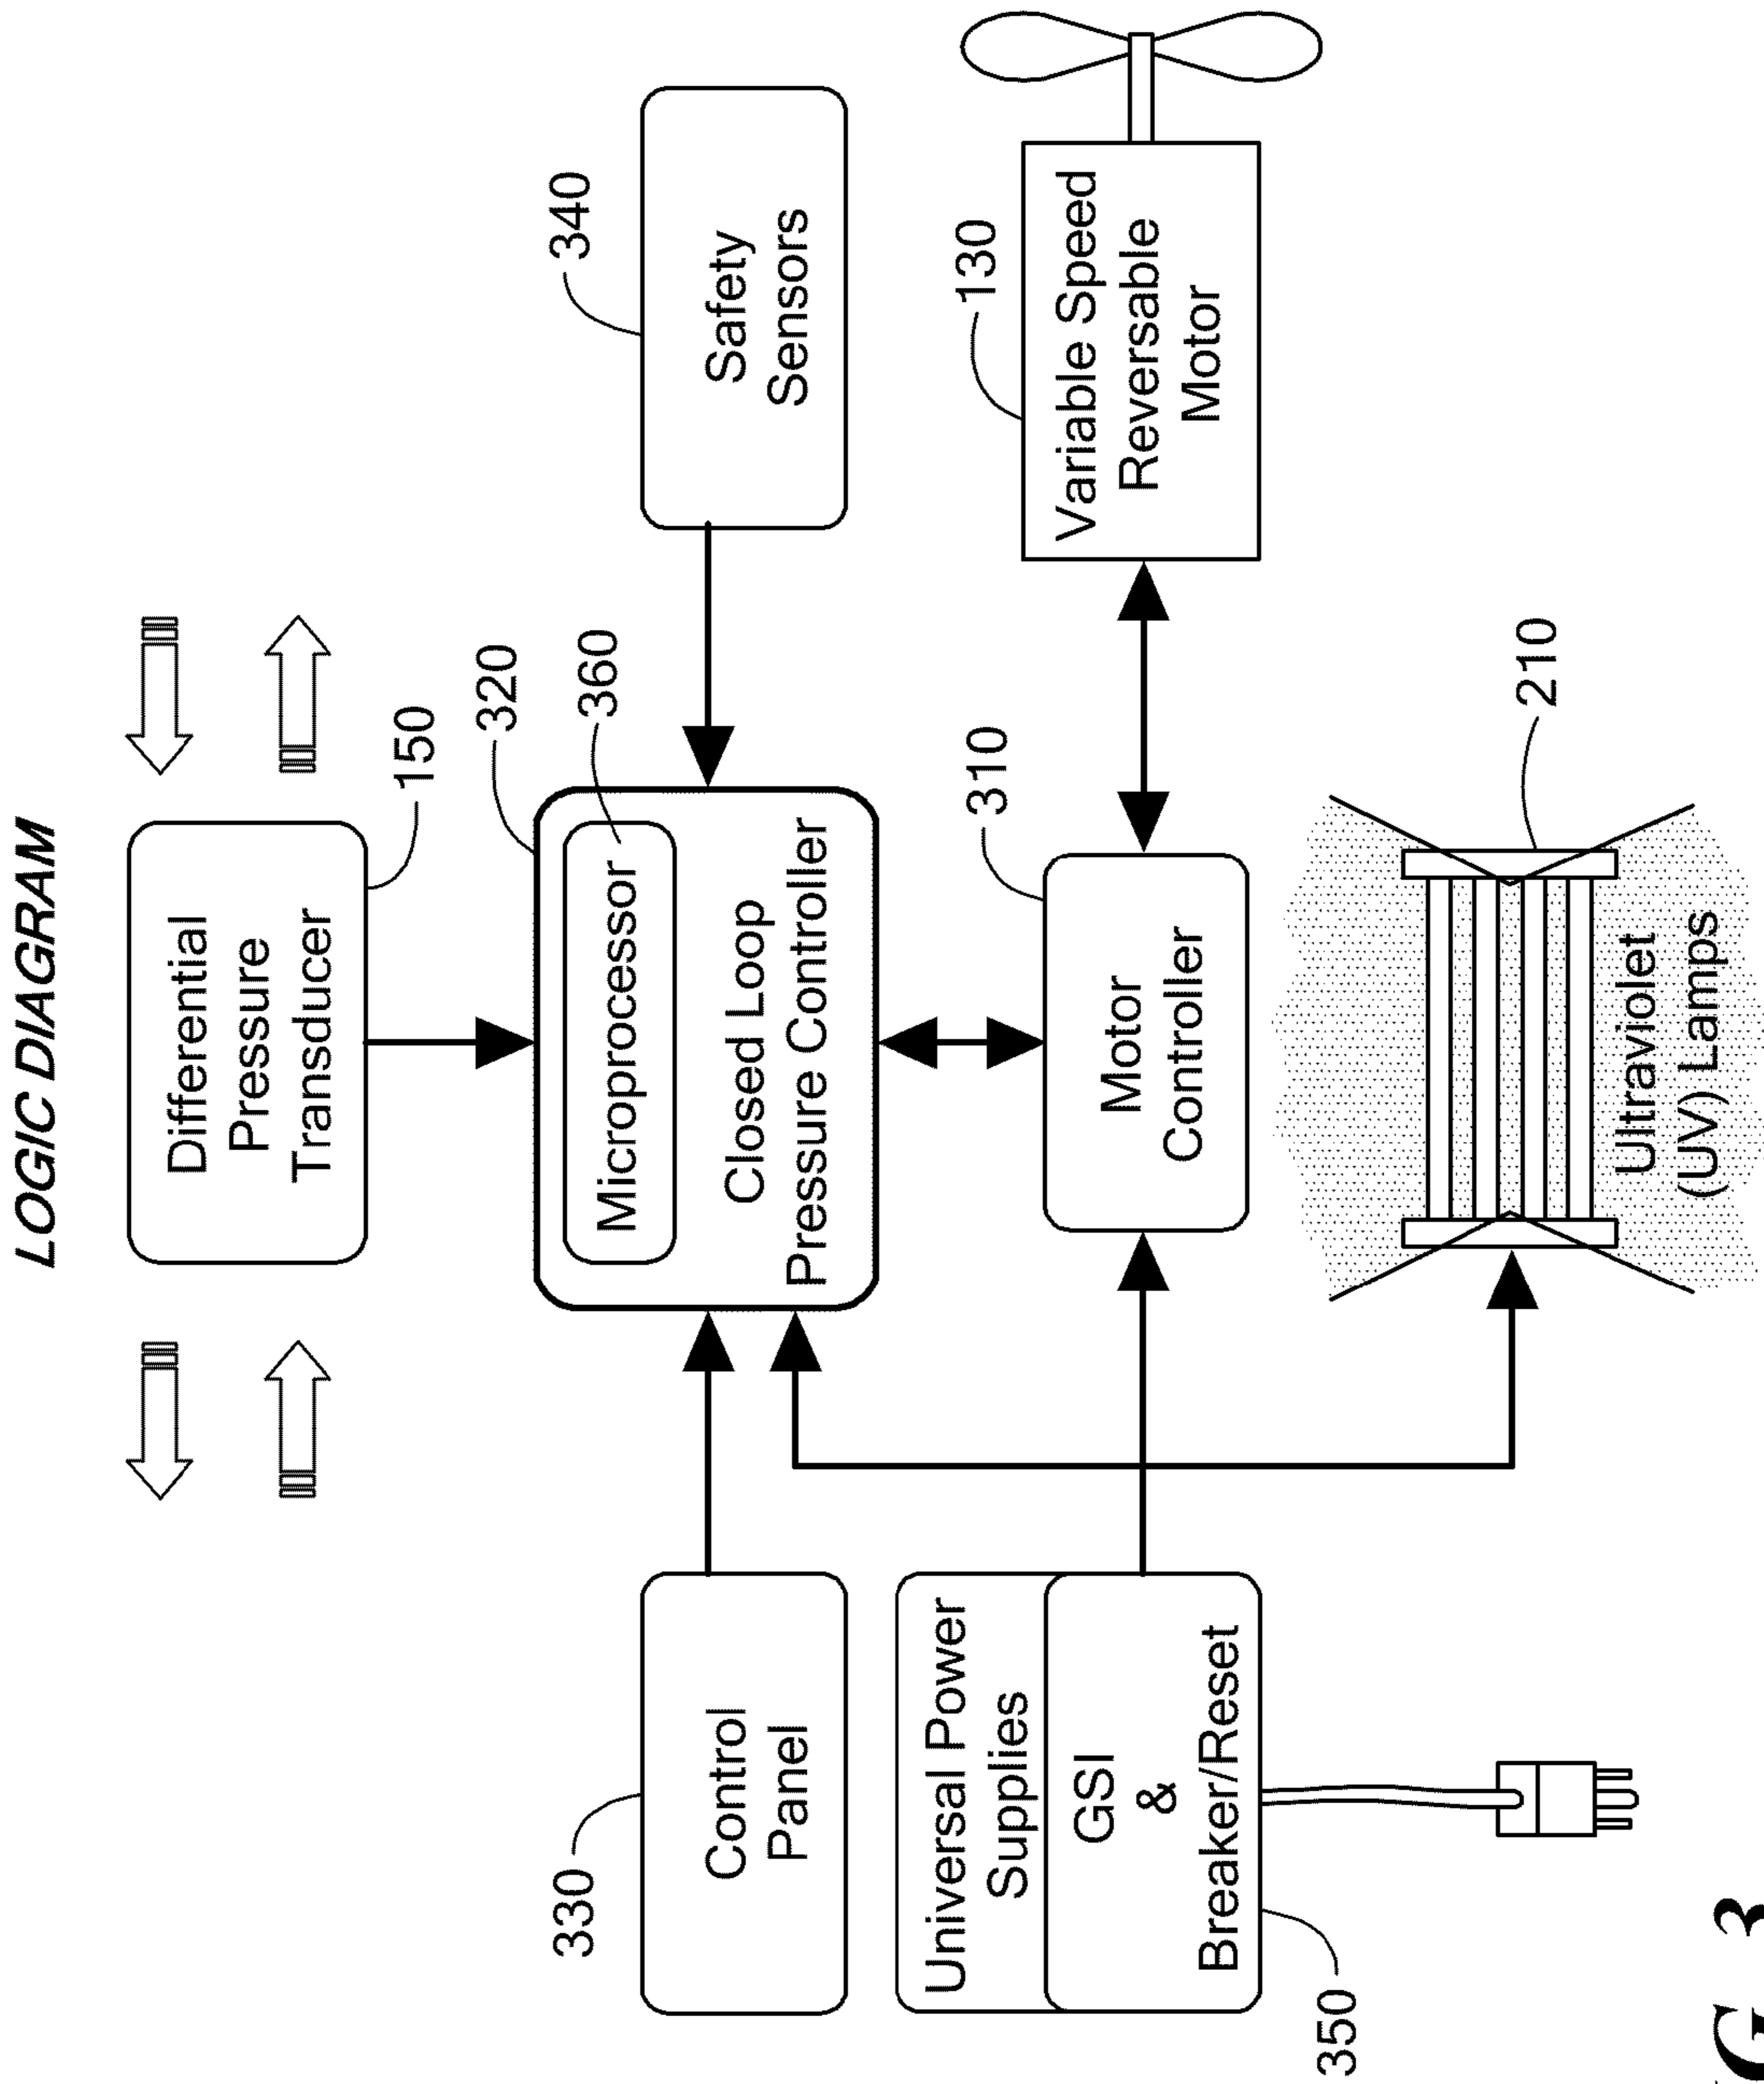 LOGIC DIAGRAM
Differential
Pressure
Transducer
150
320
Microprocessor
360
Closed Loop
Pressure Controller
330
Control
Panel
340
Safety
Sensors
Universal Power
Supplies
GSI
&
Breaker/Reset
350
310
Motor
Controller
130
Variable Speed
Reversable
Motor
210
Ultraviolet
(UV) Lamps
G 3